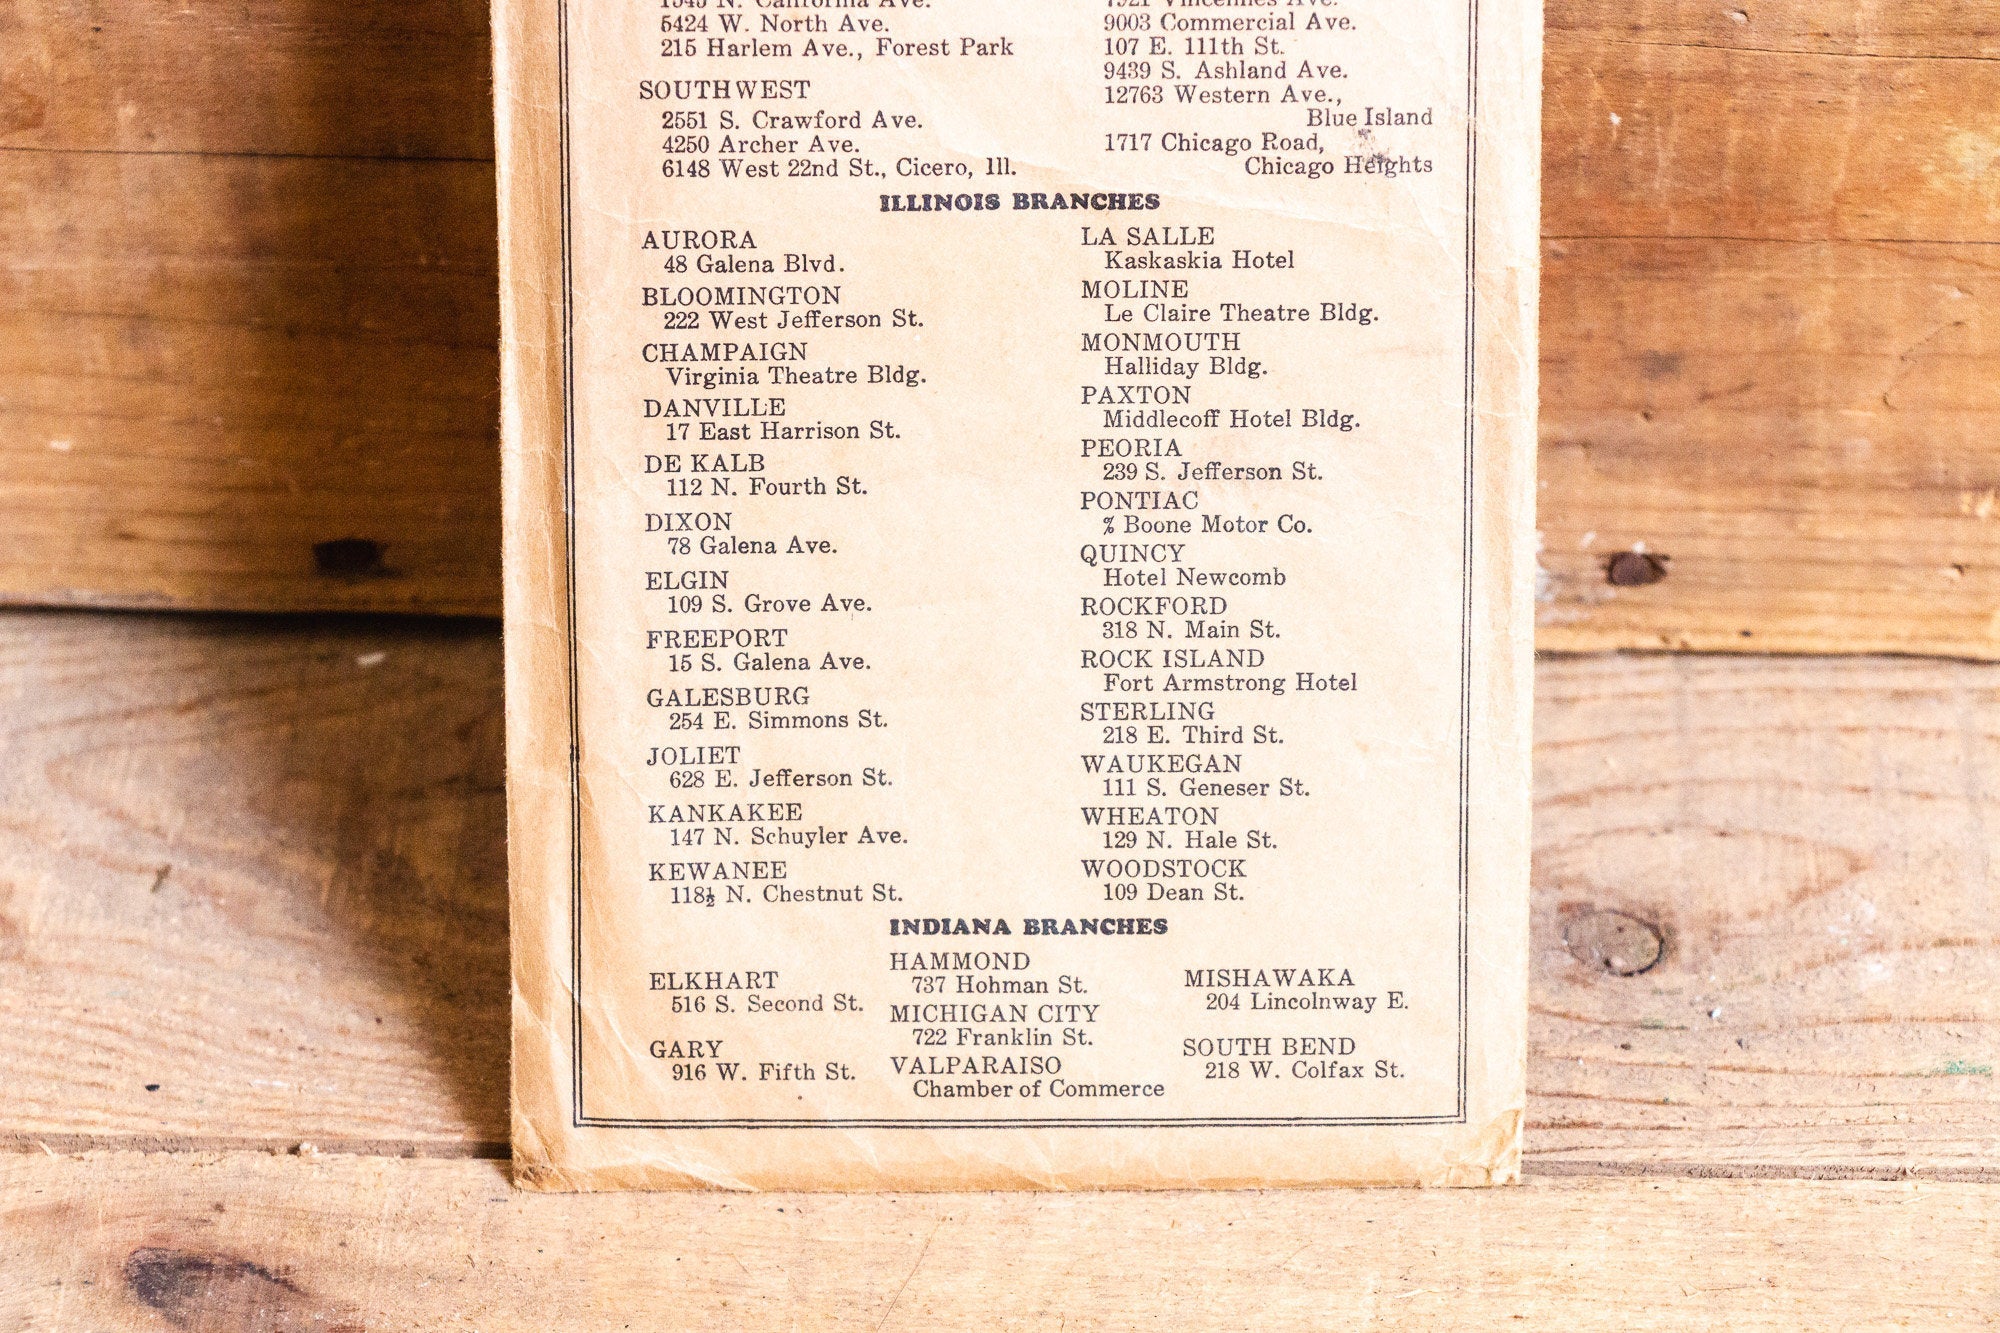 1545 N. California Ave.
5424 W. North Ave.
215 Harlem Ave., Forest Park
SOUTHWEST
2551 S. Crawford Ave.
4250 Archer Ave.
6148 West 22nd St., Cicero, Ill.
7921 Vincennes Ave.
9003 Commercial Ave.
107 E. 111th St.
9439 S. Ashland Ave.
12763 Western Ave.,
Blue Island
1717 Chicago Road,
Chicago Heights
ILLINOIS BRANCHES
AURORA
48 Galena Blvd.
BLOOMINGTON
222 West Jefferson St.
CHAMPAIGN
Virginia Theatre Bldg.
DANVILLE
17 East Harrison St.
DE KALB
112 N. Fourth St.
DIXON
78 Galena Ave.
ELGIN
109 S. Grove Ave.
FREEPORT
15 S. Galena Ave.
GALESBURG
254 E. Simmons St.
JOLIET
628 E. Jefferson St.
KANKAKEE
147 N. Schuyler Ave.
KEWANEE
118½ N. Chestnut St.
LA SALLE
Kaskaskia Hotel
MOLINE
Le Claire Theatre Bldg.
MONMOUTH
Halliday Bldg.
PAXTON
Middlecoff Hotel Bldg.
PEORIA
239 S. Jefferson St.
PONTIAC
% Boone Motor Co.
QUINCY
Hotel Newcomb
ROCKFORD
318 N. Main St.
ROCK ISLAND
Fort Armstrong Hotel
STERLING
218 E. Third St.
WAUKEGAN
111 S. Geneser St.
WHEATON
129 N. Hale St.
WOODSTOCK
109 Dean St.
INDIANA BRANCHES
ELKHART
516 S. Second St.
GARY
916 W. Fifth St.
HAMMOND
737 Hohman St.
MICHIGAN CITY
722 Franklin St.
VALPARAISO
Chamber of Commerce
MISHAWAKA
204 Lincolnway E.
SOUTH BEND
218 W. Colfax St.